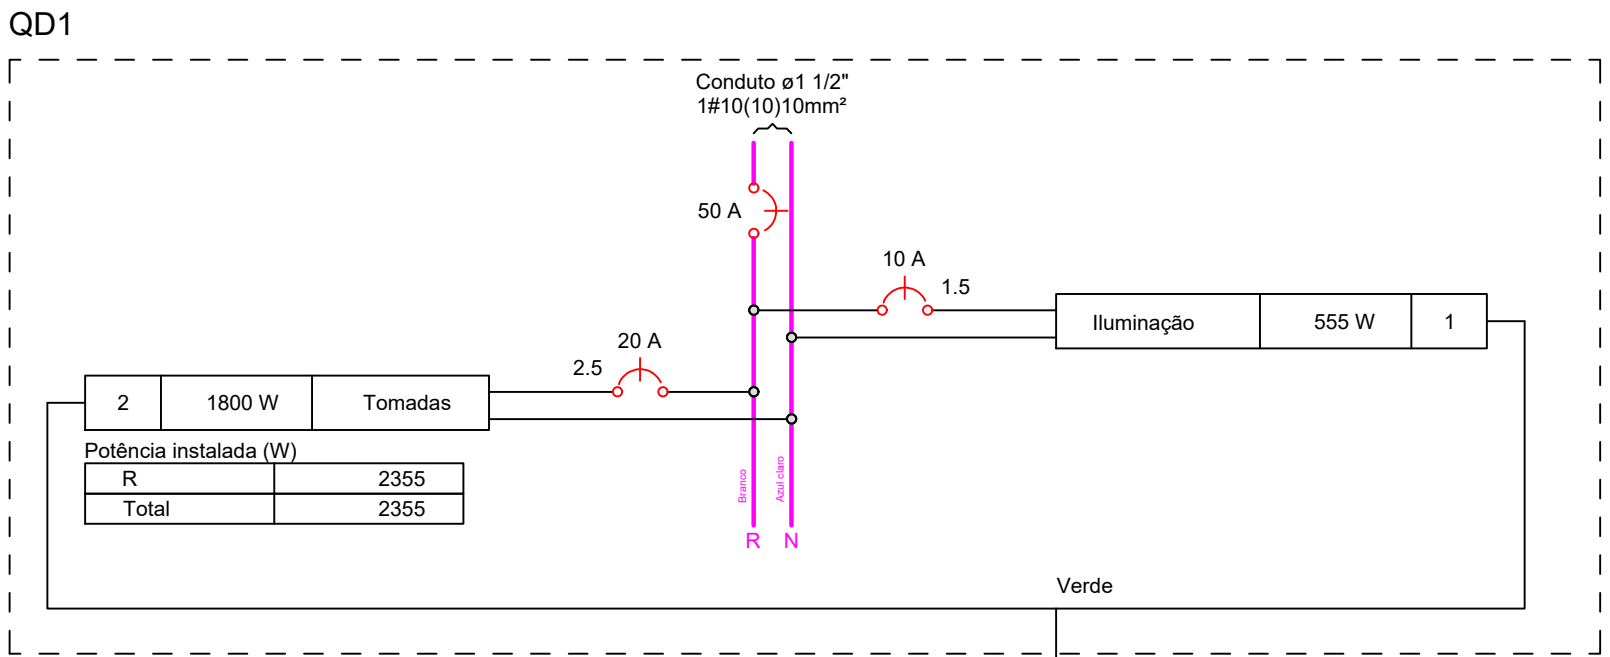 QD1
Conduto ø1 1/2"
1#10(10)10mm²
50 A
10 A
1.5
Iluminação 555 W 1
20 A
2.5
2 1800 W Tomadas
Potência instalada (W)
R 2355
Total 2355
Branco
Azul claro
R N
Verde